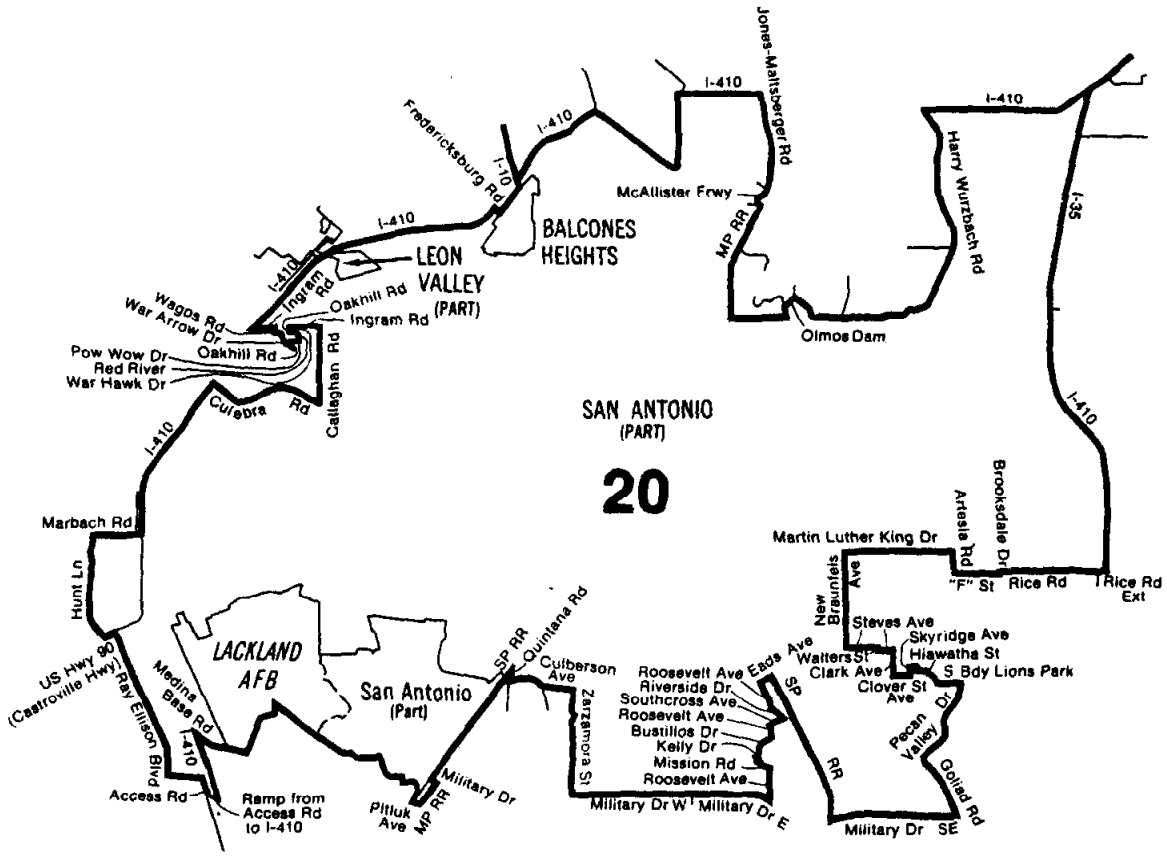 Jones-Maltsberger Rd
I-410
I-410
I-410
Fredericksburg Rd
I-10
McAllister Frwy
Harry Wurzbach Rd
I-35
I-410
BALCONES
HEIGHTS
MP RR
LEON
VALLEY
(PART)
I-410
Ingram Rd
Oakhill Rd
Ingram Rd
Wagos Rd
War Arrow Dr
Oakhill Rd
Pow Wow Dr
Red River
War Hawk Dr
Callaghan Rd
Culebra Rd
Olmos Dam
I-410
SAN ANTONIO
(PART)
20
I-410
Marbach Rd
Hunt Ln
Martin Luther King Dr
Artesia Rd
Brooksdale Dr
"F" St
Rice Rd
Rice Rd
Ext
New
Braunfels
Ave
Steves Ave
Walters St
Skyridge Ave
Clark Ave
Hiawatha St
S Bdy Lions Park
Clover St
Ave
Pecan
Valley
Dr
Goliad Rd
US Hwy 90
(Castroville Hwy)
Ray Ellison Blvd
Medina
Base Rd
I-410
LACKLAND
AFB
San Antonio
(Part)
SP RR
Quintana Rd
Culberson
Ave
Zarzamora St
Roosevelt Ave
Eads Ave
Riverside Dr
Southcross Ave
Roosevelt Ave
Bustillos Dr
Kelly Dr
Mission Rd
Roosevelt Ave
SP
RR
Access Rd
Ramp from
Access Rd
to I-410
Pitluk
Ave
MP RR
Military Dr
Military Dr W
Military Dr E
Military Dr SE